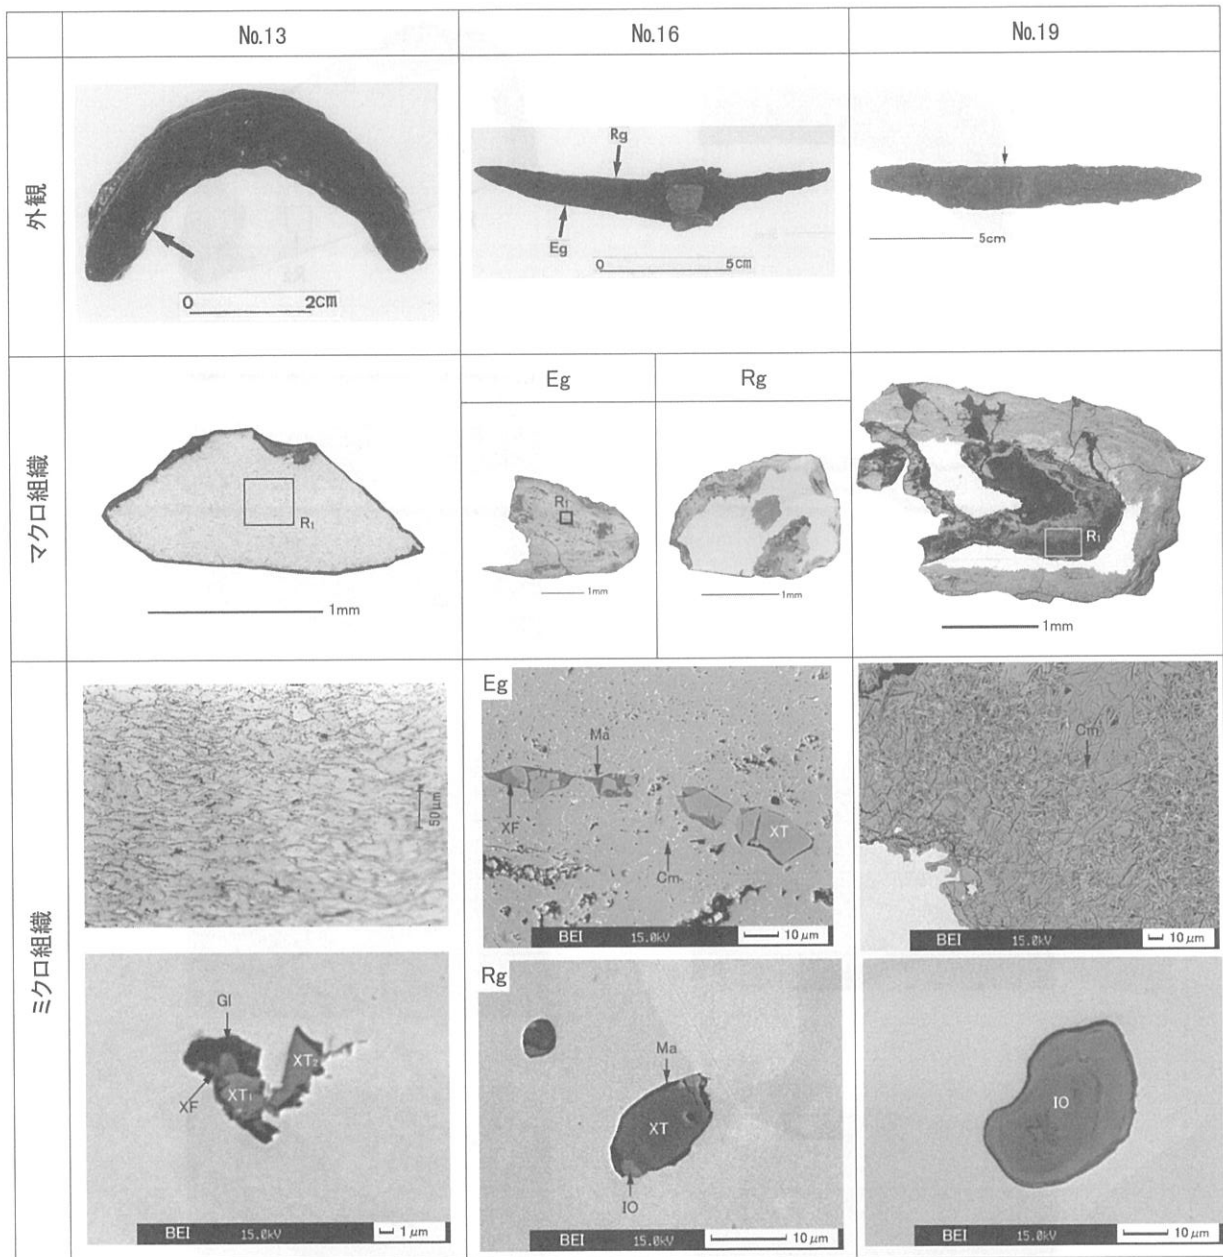 No.13
No.16
No.19
外観
0
2cm
Rg
Eg
0
5cm
5cm
マクロ組織
Eg
Rg
R₁
1mm
R₁
1mm
1mm
R₁
1mm
ミクロ組織
50μm
Eg
Ma
XF
XT
Cm
BEI 15.0kV 10μm
Cm
BEI 15.0kV 10μm
Gl
XF
XT₁
XT₂
BEI 15.0kV 1μm
Rg
Ma
XT
IO
BEI 15.0kV 10μm
IO
BEI 15.0kV 10μm